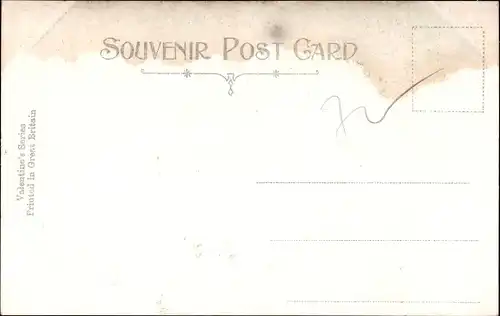 SOUVENIR POST CARD
Valentine's Series
Printed in Great Britain